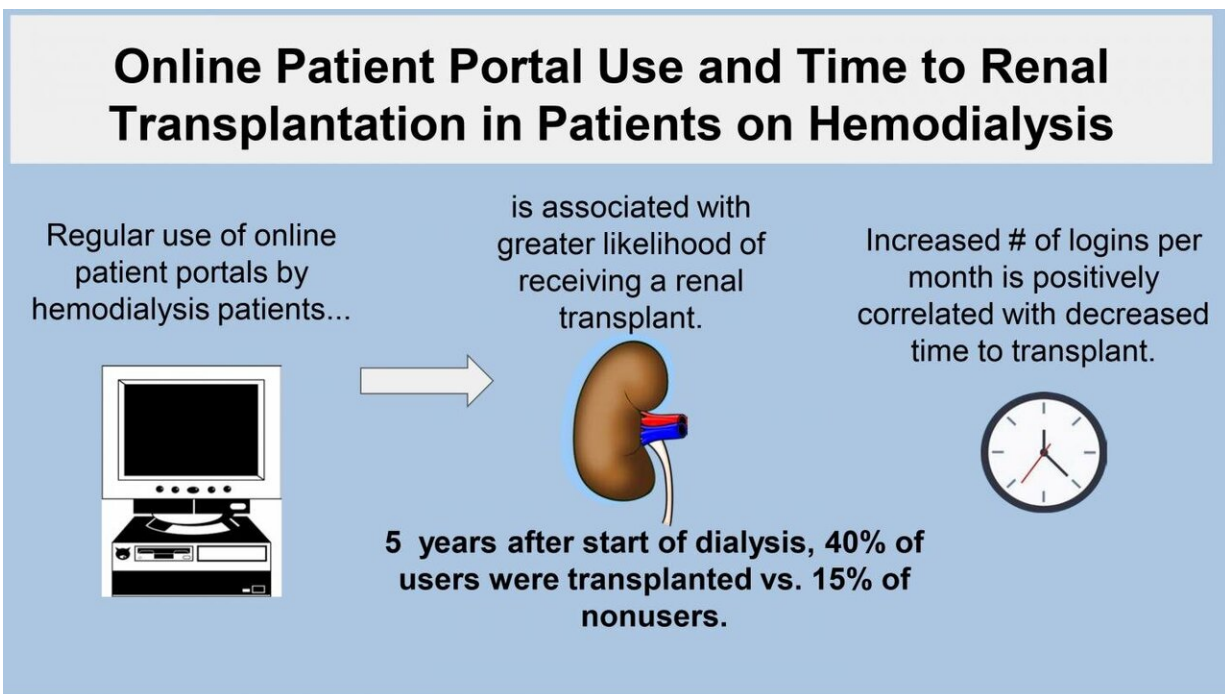 Online Patient Portal Use and Time to Renal
Transplantation in Patients on Hemodialysis
Regular use of online
patient portals by
hemodialysis patients...
is associated with
greater likelihood of
receiving a renal
transplant.
5 years after start of dialysis, 40% of
users were transplanted vs. 15% of
nonusers.
Increased # of logins per
month is positively
correlated with decreased
time to transplant.